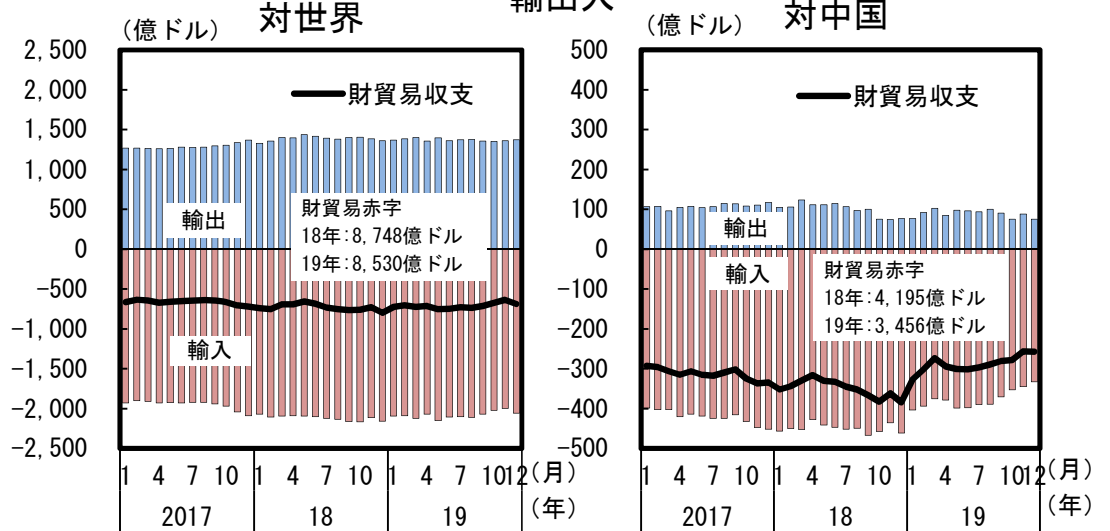 輸出入
(億ドル)
対世界
2,500
2,000
1,500
1,000
500
0
-500
-1,000
-1,500
-2,000
-2,500
財貿易収支
輸出
財貿易赤字
18年:8,748億ドル
19年:8,530億ドル
輸入
1 4 7 10 1 4 7 10 1 4 7 10 12 (月)
2017 18 19 (年)
(億ドル)
対中国
500
400
300
200
100
0
-100
-200
-300
-400
-500
財貿易収支
輸出
輸入
財貿易赤字
18年:4,195億ドル
19年:3,456億ドル
1 4 7 10 1 4 7 10 1 4 7 10 12 (月)
2017 18 19 (年)